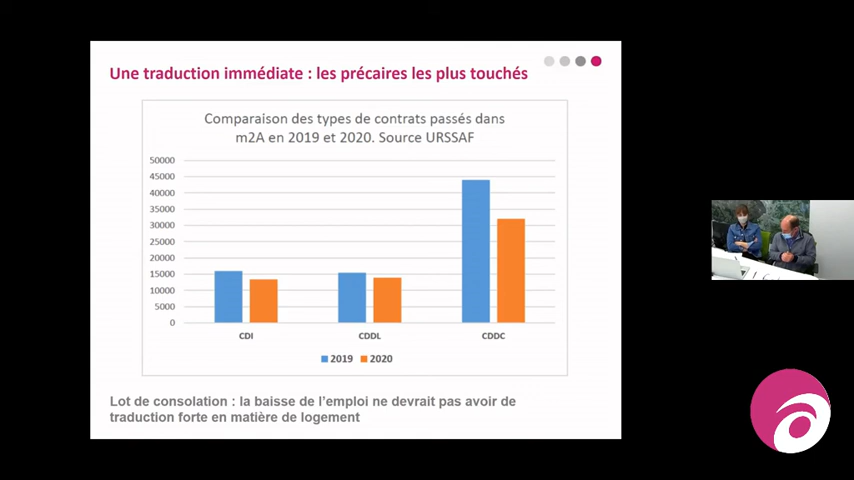 Une traduction immédiate : les précaires les plus touchés
Comparaison des types de contrats passés dans
m2A en 2019 et 2020. Source URSSAF
50000
45000
40000
35000
30000
25000
20000
15000
10000
5000
0
CDI CDDL CDDC
2019 2020
Lot de consolation : la baisse de l'emploi ne devrait pas avoir de
traduction forte en matière de logement